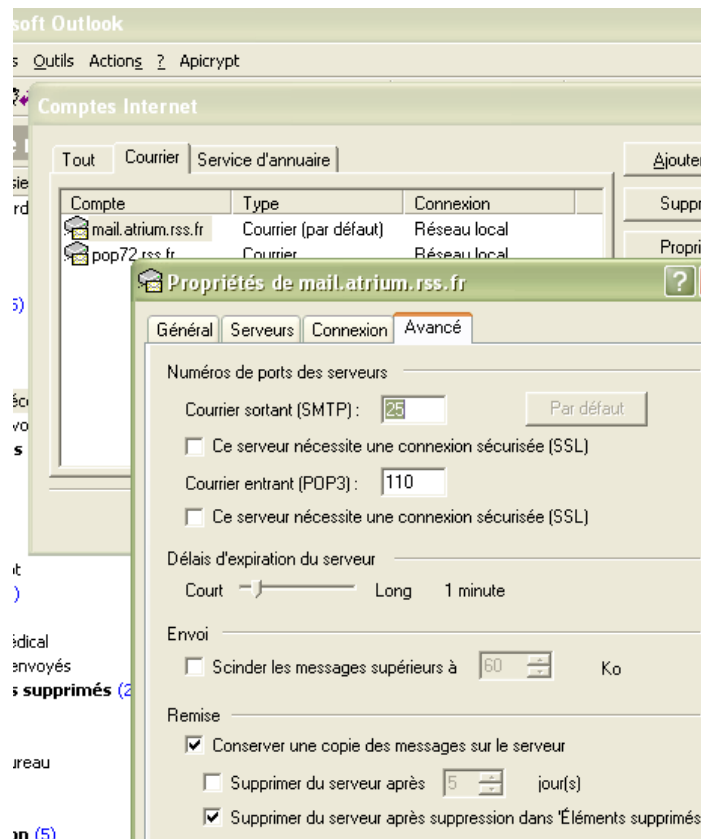 soft Outlook
s Outils Actions ? Apicrypt
Comptes Internet
Tout Courrier Service d'annuaire
Ajouter
Compte Type Connexion
Suppr
mail.atrium.rss.fr Courrier (par défaut) Réseau local
pop72.rss.fr Courrier Réseau local
Propri
Propriétés de mail.atrium.rss.fr ?
5)
Général Serveurs Connexion Avancé
Numéros de ports des serveurs
Courrier sortant (SMTP) : 25 Par défaut
Ce serveur nécessite une connexion sécurisée (SSL)
Courrier entrant (POP3) : 110
Ce serveur nécessite une connexion sécurisée (SSL)
Délais d'expiration du serveur
Court Long 1 minute
Envoi
édical
envoyés
Scinder les messages supérieurs à 60 Ko
s supprimés (2
Remise
Conserver une copie des messages sur le serveur
ureau
Supprimer du serveur après 5 jour(s)
Supprimer du serveur après suppression dans 'Éléments supprimés
on (5)